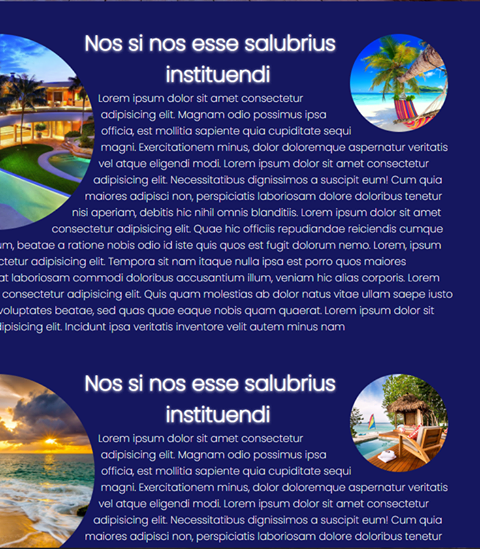 Nos si nos esse salubrius
instituendi
Lorem ipsum dolor sit amet consectetur
adipisicing elit. Magnam odio possimus ipsa
officia, est mollitia sapiente quia cupiditate sequi
magni. Exercitationem minus, dolor doloremque aspernatur veritatis
vel atque eligendi modi. Lorem ipsum dolor sit amet consectetur
adipisicing elit. Necessitatibus dignissimos a suscipit eum! Cum quia
maiores adipisci non, perspiciatis laboriosam dolore doloribus tenetur
nisi aperiam, debitis hic nihil omnis blanditiis. Lorem ipsum dolor sit amet
consectetur adipisicing elit. Quae hic officiis repudiandae reiciendis cumque
um, beatae a ratione nobis odio id iste quis quos est fugit dolorum nemo. Lorem, ipsum
ctetur adipisicing elit. Tempora sit nam itaque nulla ipsa est porro quos maiores
at laboriosam commodi doloribus accusantium illum, veniam hic alias corporis. Lorem
consectetur adipisicing elit. Quis quam molestias ab dolor natus vitae ullam saepe iusto
voluptates beatae, sed quas quae eaque nobis quam quaerat. Lorem ipsum dolor sit
dipisicing elit. Incidunt ipsa veritatis inventore velit autem minus nam
Nos si nos esse salubrius
instituendi
Lorem ipsum dolor sit amet consectetur
adipisicing elit. Magnam odio possimus ipsa
officia, est mollitia sapiente quia cupiditate sequi
magni. Exercitationem minus, dolor doloremque aspernatur veritatis
vel atque eligendi modi. Lorem ipsum dolor sit amet consectetur
adipisicing elit. Necessitatibus dignissimos a suscipit eum! Cum quia
maiores adipisci non, perspiciatis laboriosam dolore doloribus tenetur